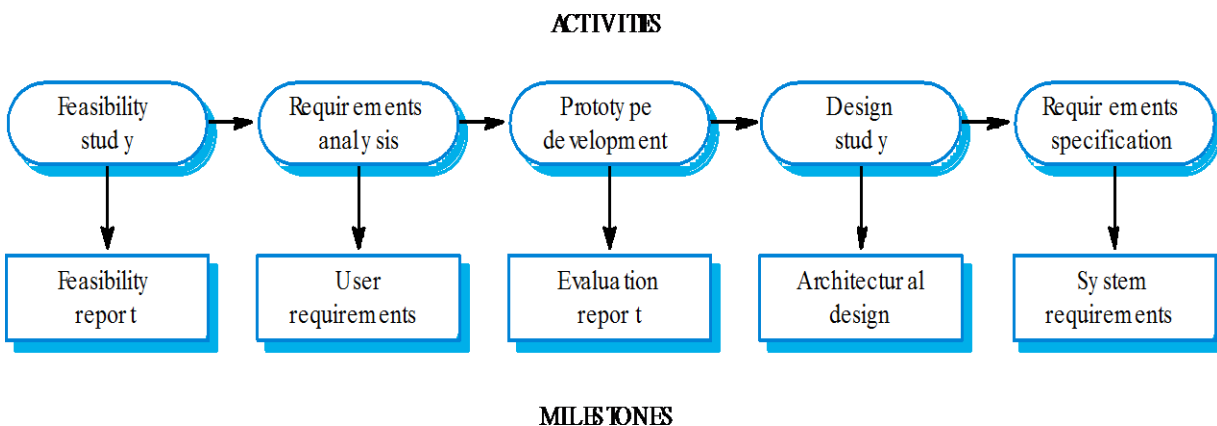 ACTIVITIES
Feasibility
study
Requirements
analysis
Prototype
development
Design
study
Requirements
specification
Feasibility
report
User
requirements
Evaluation
report
Architectural
design
System
requirements
MILESTONES